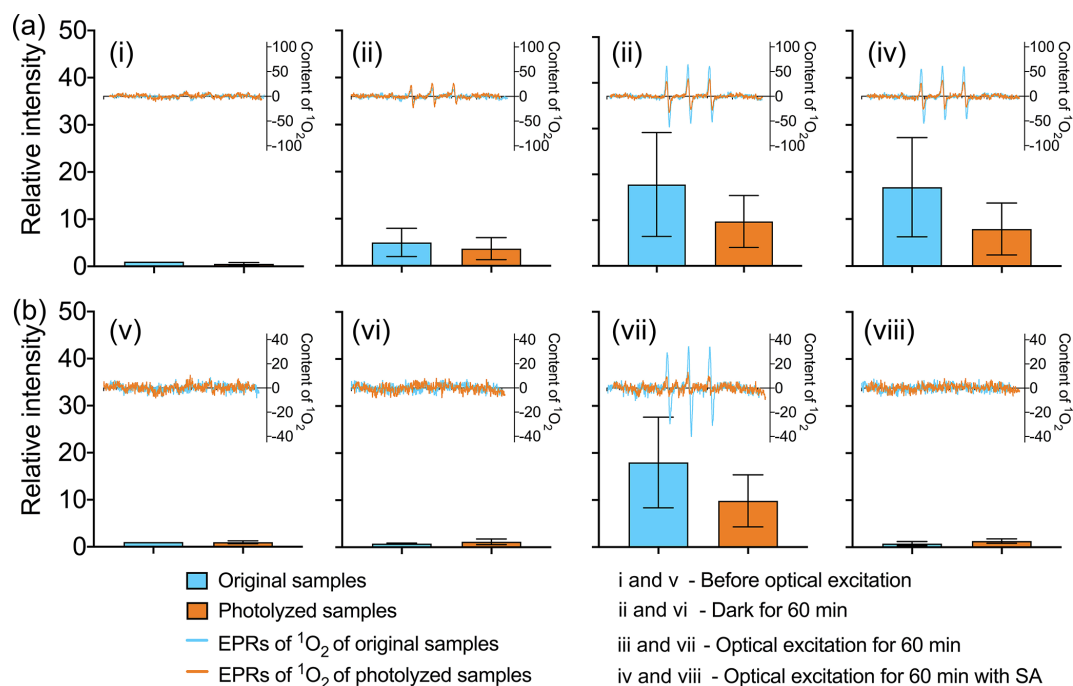 (a)
Relative intensity
50
40
30
20
10
0
(i)
100
50
0
-50
-100
Content of ¹O₂
(ii)
100
50
0
-50
-100
Content of ¹O₂
(ii)
100
50
0
-50
-100
Content of ¹O₂
(iv)
100
50
0
-50
-100
Content of ¹O₂
(b)
Relative intensity
50
40
30
20
10
0
(v)
40
20
0
-20
-40
Content of ¹O₂
(vi)
40
20
0
-20
-40
Content of ¹O₂
(vii)
40
20
0
-20
-40
Content of ¹O₂
(viii)
40
20
0
-20
-40
Content of ¹O₂
Original samples
Photolyzed samples
EPRs of ¹O₂ of original samples
EPRs of ¹O₂ of photolyzed samples
i and v - Before optical excitation
ii and vi - Dark for 60 min
iii and vii - Optical excitation for 60 min
iv and viii - Optical excitation for 60 min with SA